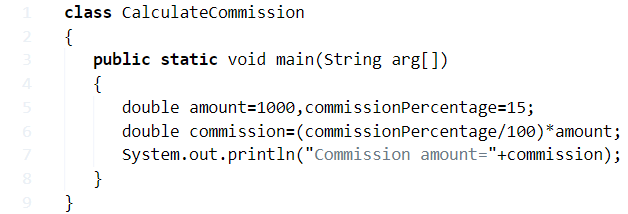 1 class CalculateCommission
2 {
3 public static void main(String arg[])
4 {
5 double amount=1000,commissionPercentage=15;
6 double commission=(commissionPercentage/100)*amount;
7 System.out.println("Commission amount="+commission);
8 }
9 }